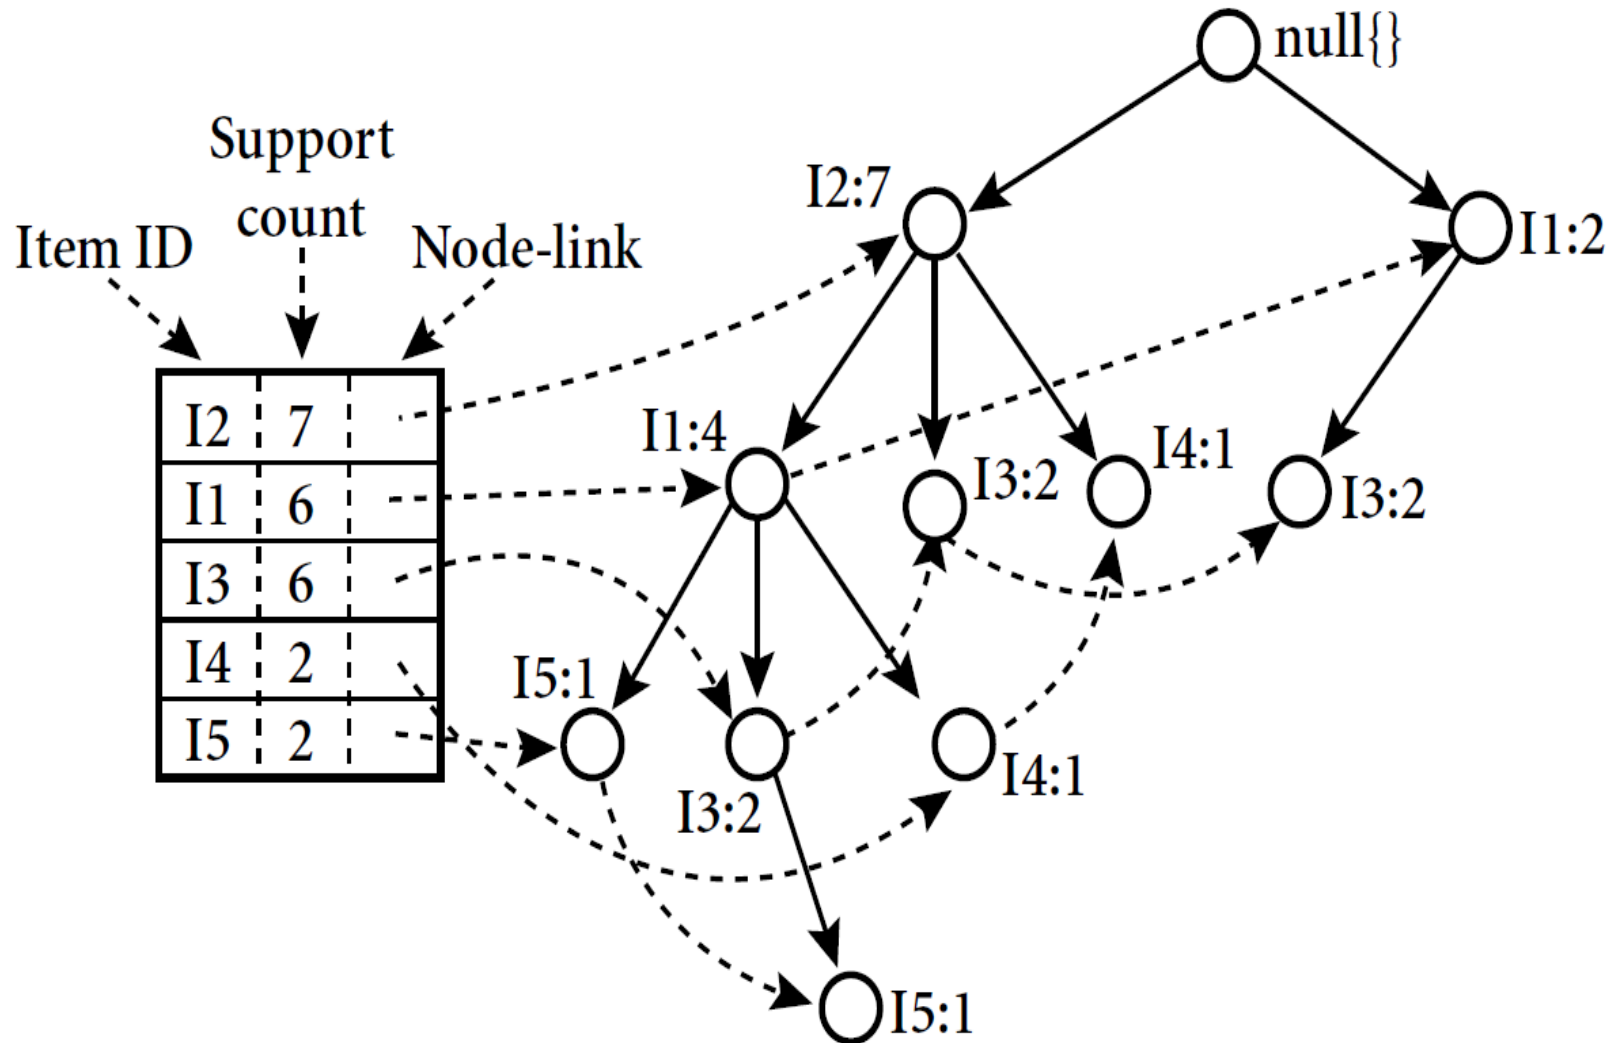 null{}
Support
count
Item ID
Node-link
I2:7
I1:2
I2 7
I1 6
I3 6
I4 2
I5 2
I1:4
I3:2
I4:1
I3:2
I5:1
I3:2
I4:1
I5:1